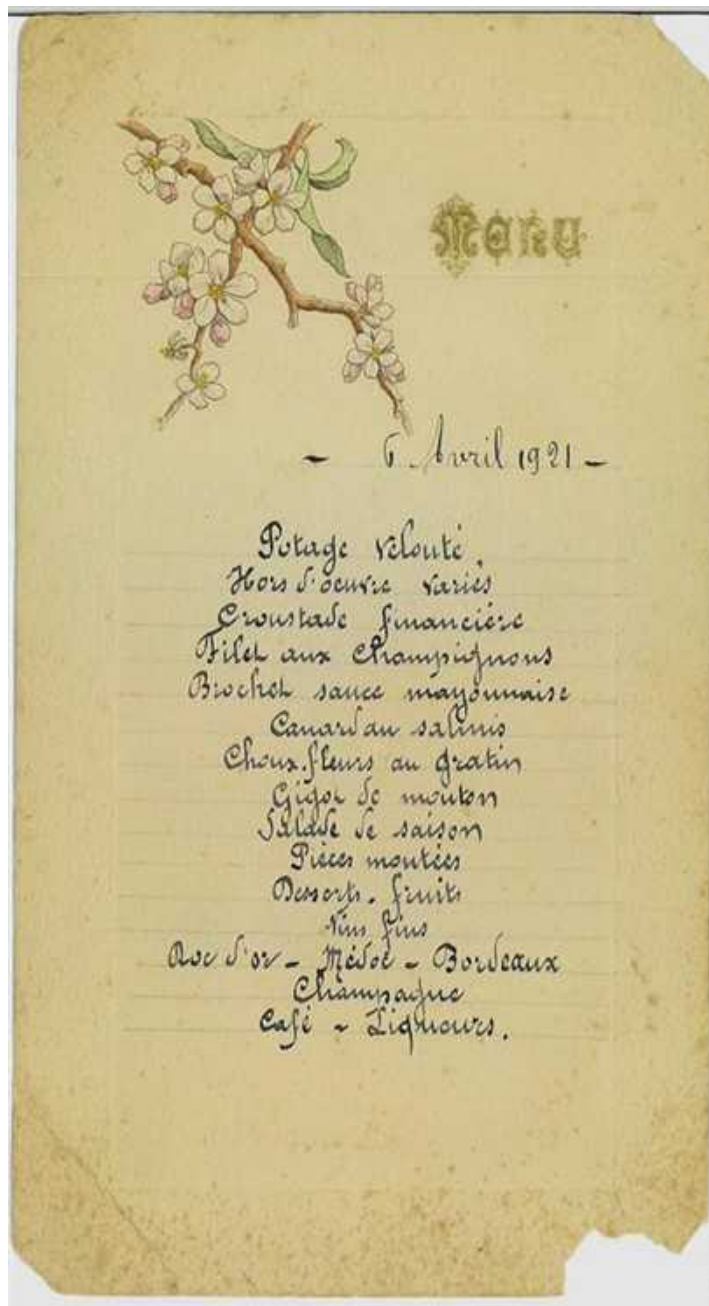 Menu
- 6 Avril 1921 -
Potage velouté.
Hors d'oeuvre variés
Croustade financière
Filet aux Champignons
Brochet sauce mayonnaise
Canard au salmis
Choux.fleurs au gratin
Gigot de mouton
Salade de saison
Pièces montées
Desserts. fruits
Vins fins
Roc d'or - Médoc - Bordeaux
Champagne
Café - Liqueurs.